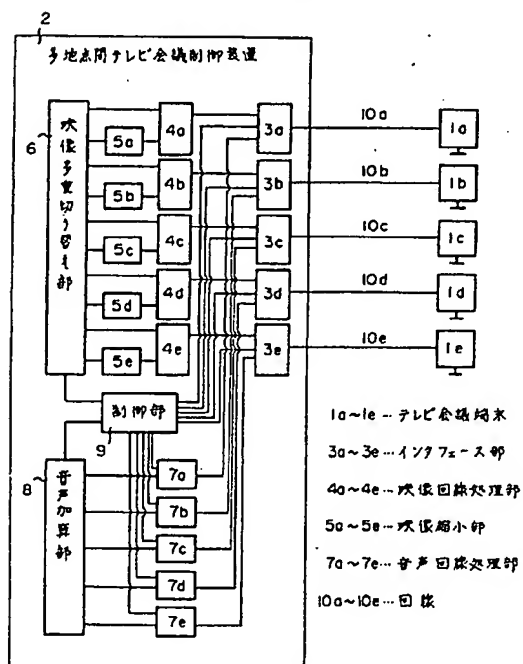 2
多地点間テレビ会議制御装置
6
映像多重切り替え部
5a
5b
5c
5d
5e
4a
4b
4c
4d
4e
3a
3b
3c
3d
3e
10a
10b
10c
10d
10e
1a
1b
1c
1d
1e
制御部
9
8
音声加算部
7a
7b
7c
7d
7e
1a~1e…テレビ会議端末
3a~3e…インタフェース部
4a~4e…映像回線処理部
5a~5e…映像縮小部
7a~7e…音声回線処理部
10a~10e…回線